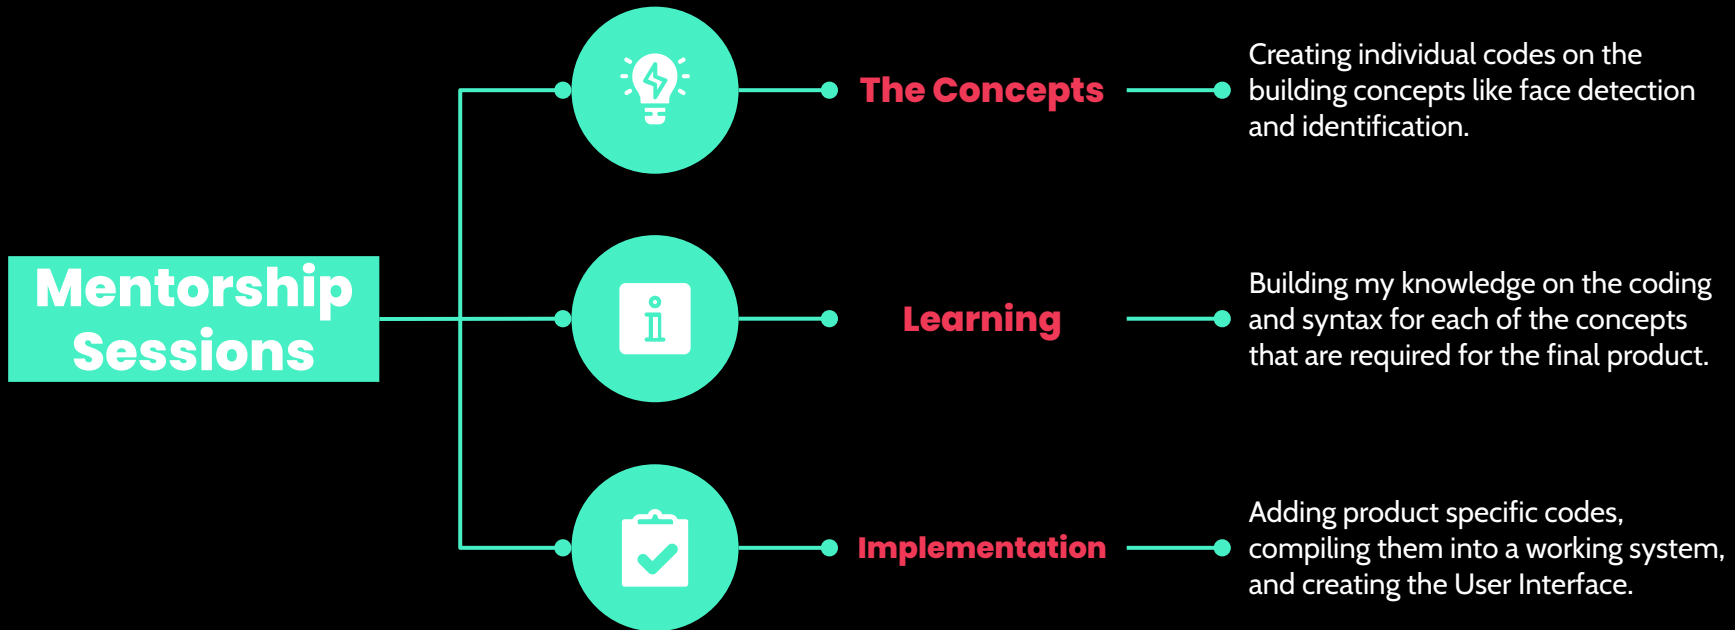 Mentorship
Sessions
The Concepts
Creating individual codes on the
building concepts like face detection
and identification.
Learning
Building my knowledge on the coding
and syntax for each of the concepts
that are required for the final product.
Implementation
Adding product specific codes,
compiling them into a working system,
and creating the User Interface.